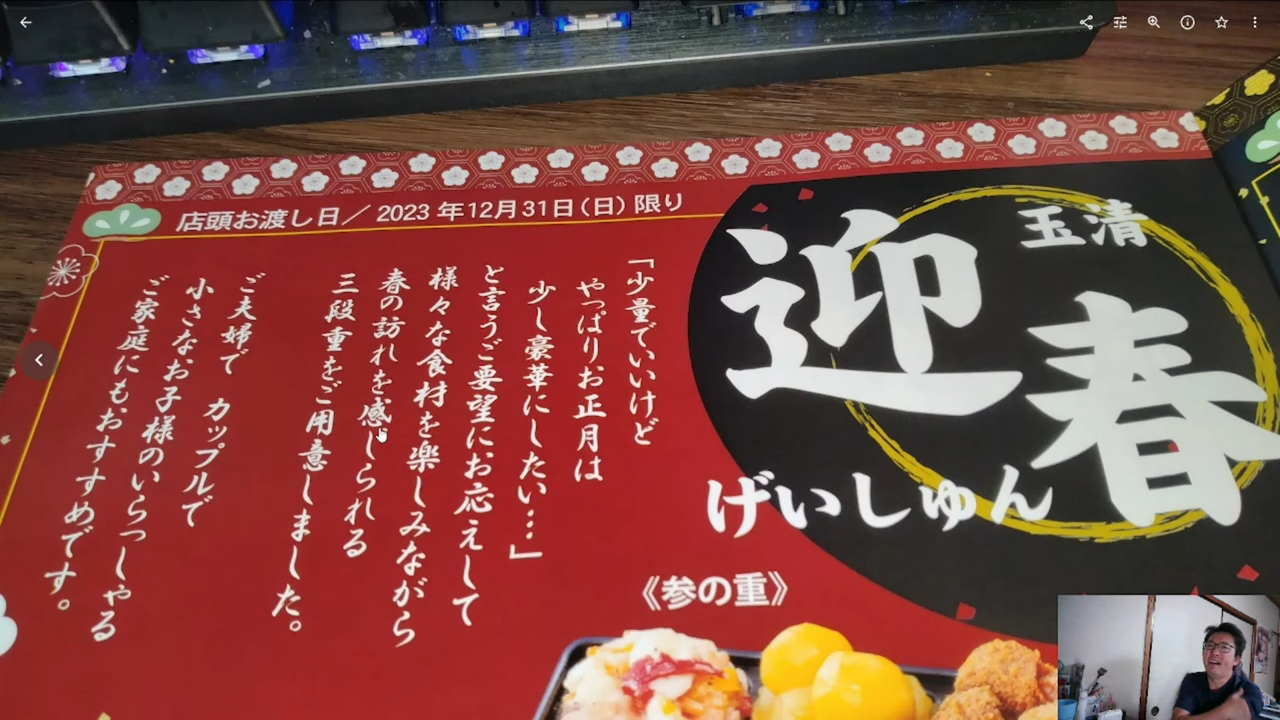 店頭お渡し日／2023年12月31日(日)限り
玉清
迎春
げいしゅん
「少量でいいけど
やっぱりお正月は
少し豪華にしたい…」
と言うご要望にお応えして
様々な食材を楽しみながら
春の訪れを感じられる
三段重をご用意しました。
ご夫婦で カップルで
小さなお子様のいらっしゃる
ご家庭にもおすすめです。
《参の重》